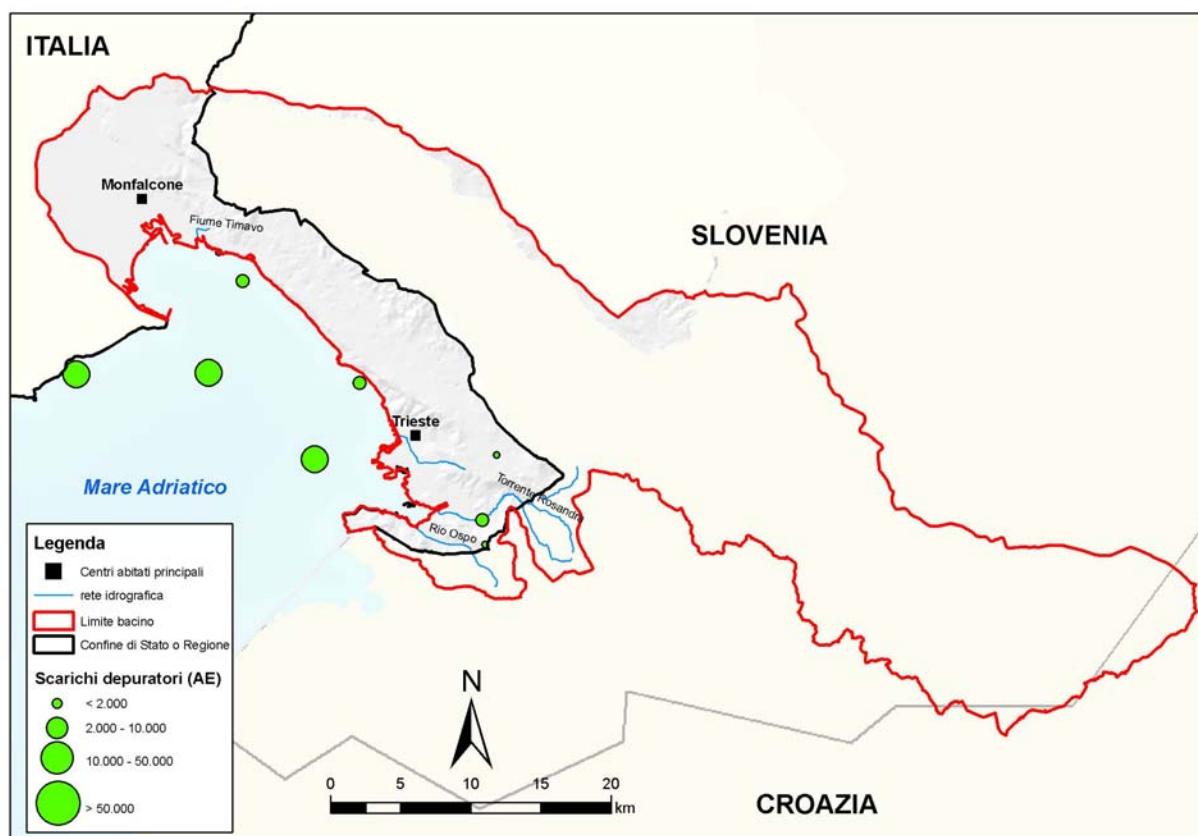 ITALIA
Monfalcone
Fiume Timavo
SLOVENIA
Trieste
Torrente Rosandra
Mare Adriatico
Rio Ospo
Legenda
Centri abitati principali
rete idrografica
Limite bacino
Confine di Stato o Regione
Scarichi depuratori (AE)
< 2.000
2.000 - 10.000
10.000 - 50.000
> 50.000
N
0 5 10 15 20
km
CROAZIA